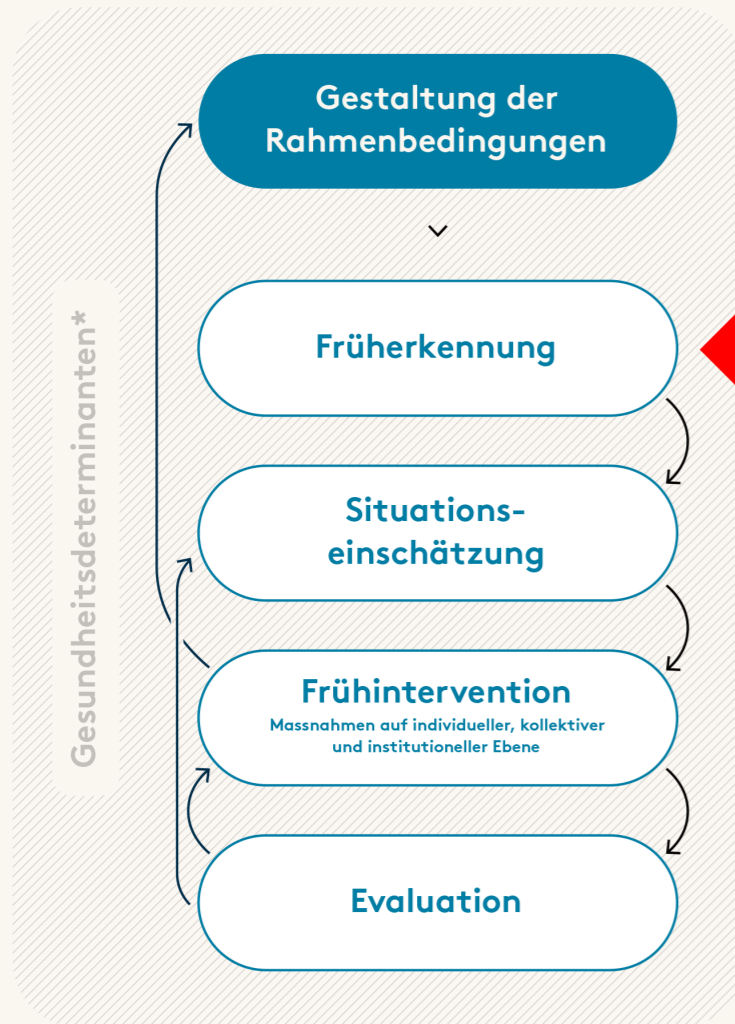 Gestaltung der
Rahmenbedingungen
Früherkennung
Situations-
einschätzung
Frühintervention
Massnahmen auf individueller, kollektiver
und institutioneller Ebene
Evaluation
Gesundheitsdeterminanten*